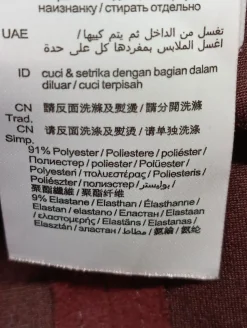 наизнанку / стирать отдельно
UAE تغسل من الداخل ثم يتم كيها /
اغسل الملابس بمفردها كل على حدة
ID cuci & setrika dengan bagian dalam
diluar / cuci terpisah
CN 請反面洗滌及熨燙 / 請分開洗滌
Trad.
CN 请反面洗涤及熨烫 / 请单独洗涤
Simp.
91% Polyester / Poliestere / poliéster /
Полиестер / poliester / Polüester /
Polyesteri / πολυεστέρας / Poliesteris /
Poliészter / полиэстер / بوليستر /
聚酯纖維 / 聚酯纤维
9% Elastane / Elasthan / Élasthanne /
Elastan / elastano / Еластан / Elastaan
/ ελαστομερής / Elastāns / Elastanas /
Elasztán / эластан / مطاط / 氨綸 / 氨纶